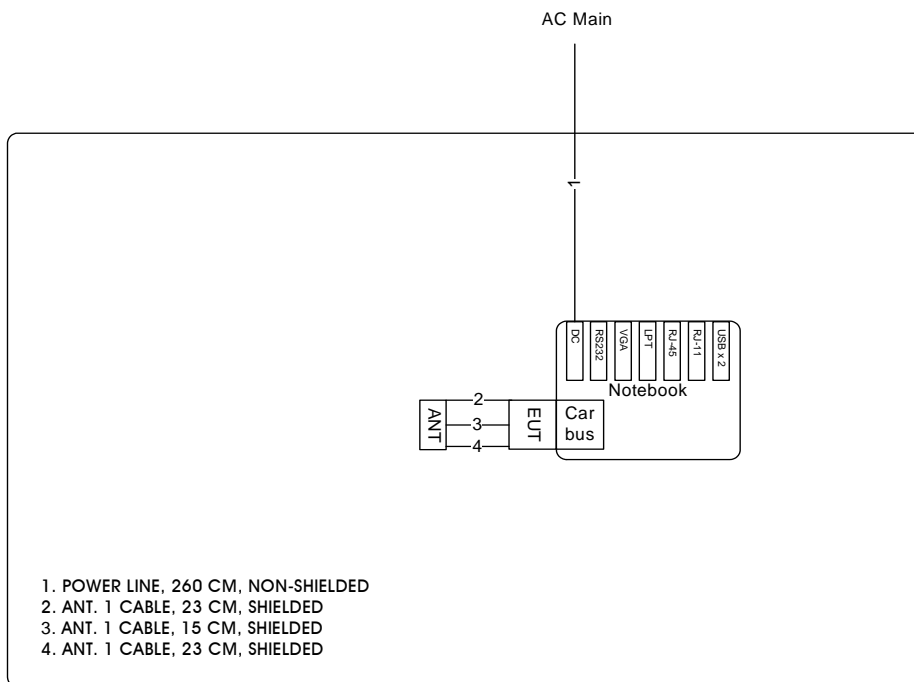 AC Main
1
DC
RS232
VGA
LPT
RJ-45
RJ-11
USB x 2
Notebook
2
3
4
ANT
EUT
Car
bus
1. POWER LINE, 260 CM, NON-SHIELDED
2. ANT. 1 CABLE, 23 CM, SHIELDED
3. ANT. 1 CABLE, 15 CM, SHIELDED
4. ANT. 1 CABLE, 23 CM, SHIELDED